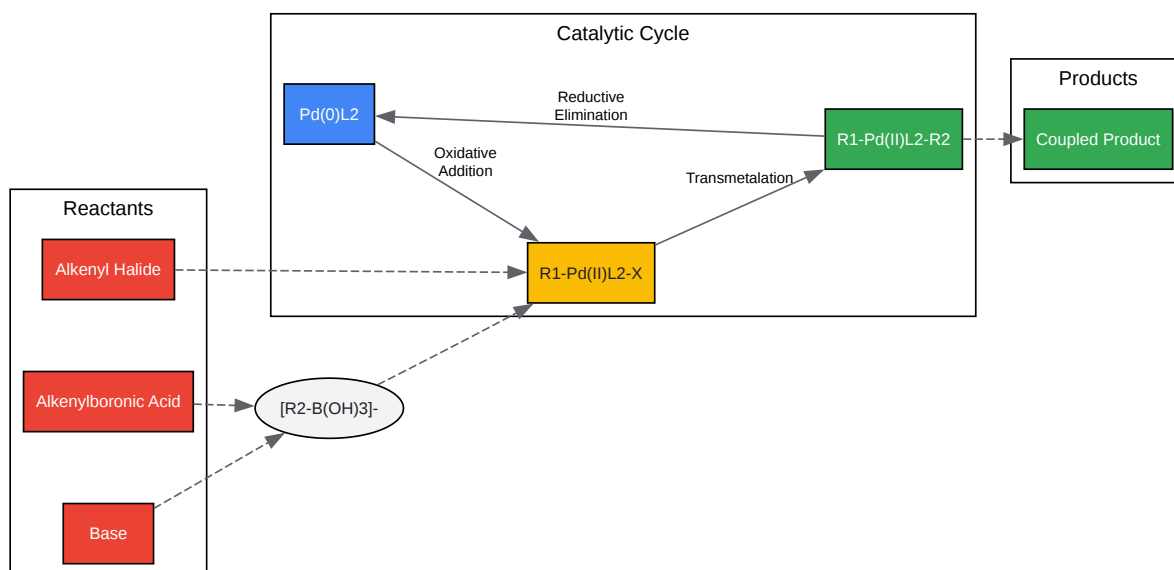 Catalytic Cycle
Pd(0)L2
Reductive
Elimination
R1-Pd(II)L2-R2
Products
Coupled Product
Oxidative
Addition
Transmetalation
Reactants
Alkenyl Halide
R1-Pd(II)L2-X
Alkenylboronic Acid
[R2-B(OH)3]-
Base